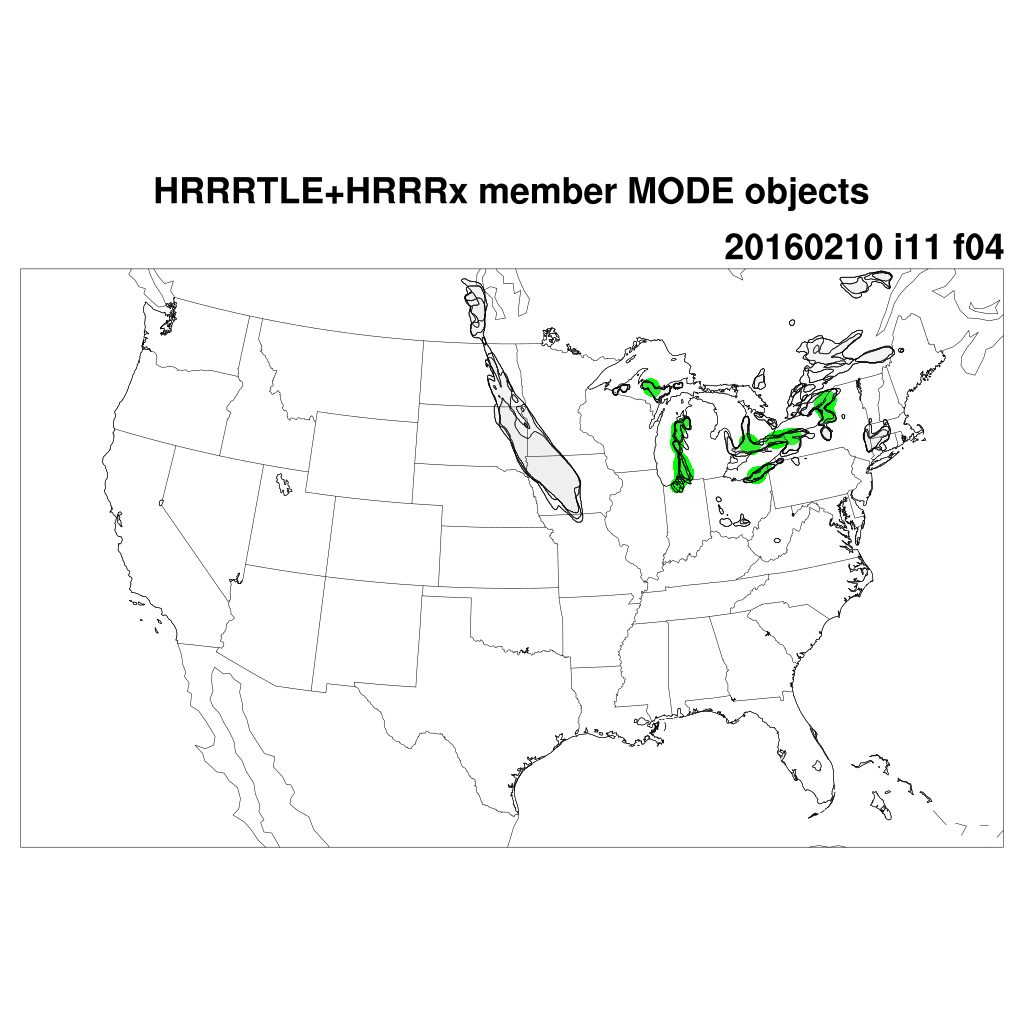 HRRRTLE+HRRRx member MODE objects
20160210 i11 f04